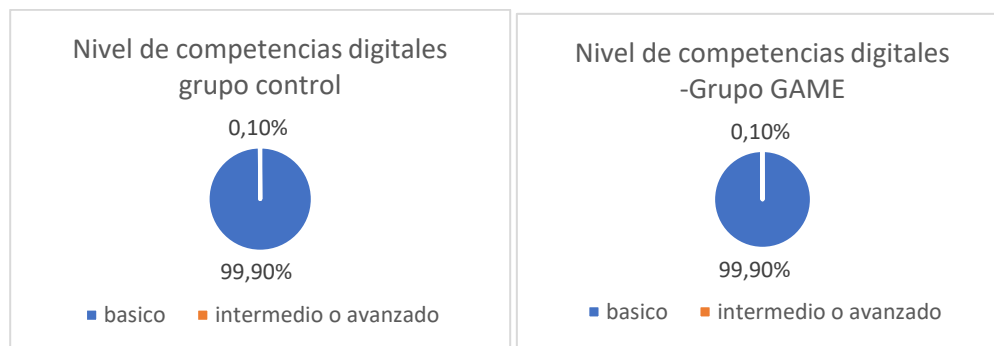 Nivel de competencias digitales
grupo control
0,10%
99,90%
basico
intermedio o avanzado
Nivel de competencias digitales
-Grupo GAME
0,10%
99,90%
basico
intermedio o avanzado